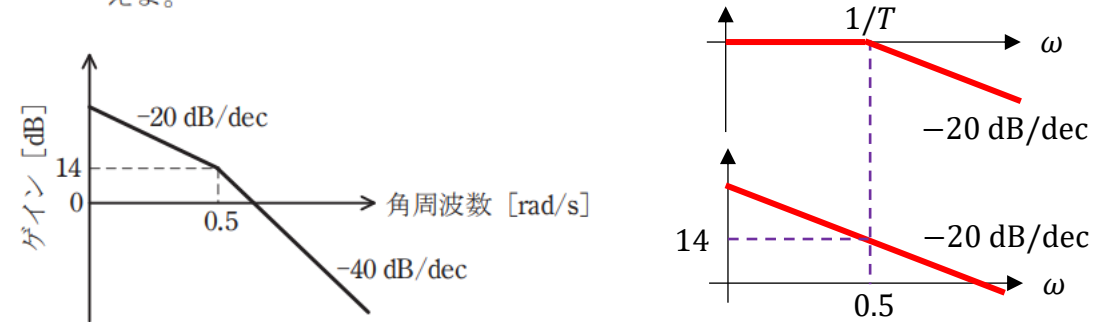 えよ。
ゲイン [dB]
-20 dB/dec
14
0
0.5
角周波数 [rad/s]
-40 dB/dec
1/T
ω
−20 dB/dec
14
−20 dB/dec
0.5
ω